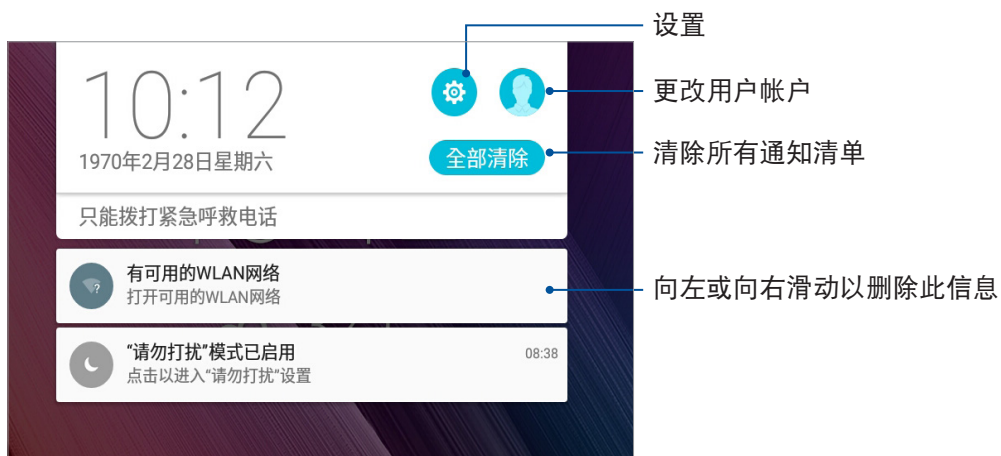 设置
10:12
更改用户帐户
1970年2月28日星期六
全部清除
清除所有通知清单
只能拨打紧急呼救电话
有可用的WLAN网络
打开可用的WLAN网络
向左或向右滑动以删除此信息
“请勿打扰”模式已启用
08:38
点击以进入“请勿打扰”设置